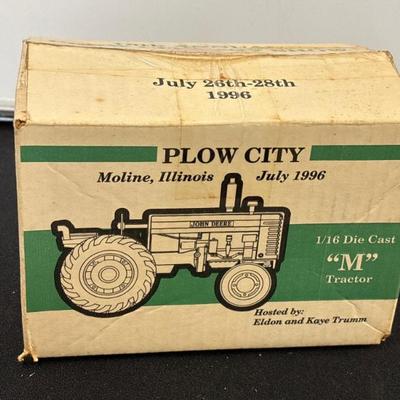 July 26th-28th
1996
PLOW CITY
Moline, Illinois July 1996
JOHN DEERE
1/16 Die Cast
"M"
Tractor
Hosted by:
Eldon and Kaye Trumm